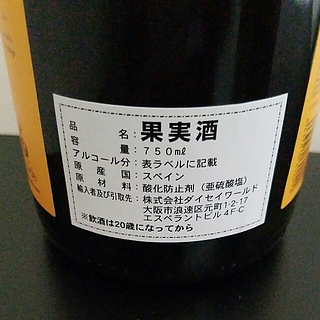 品名：果実酒
容量：750㎖
アルコール分：表ラベルに記載
原産国：スペイン
原材料：酸化防止剤（亜硫酸塩）
輸入者及び引取先：株式会社ダイセイワールド
大阪市浪速区元町1-2-17
エスペラントビル4F-C
※飲酒は20歳になってから